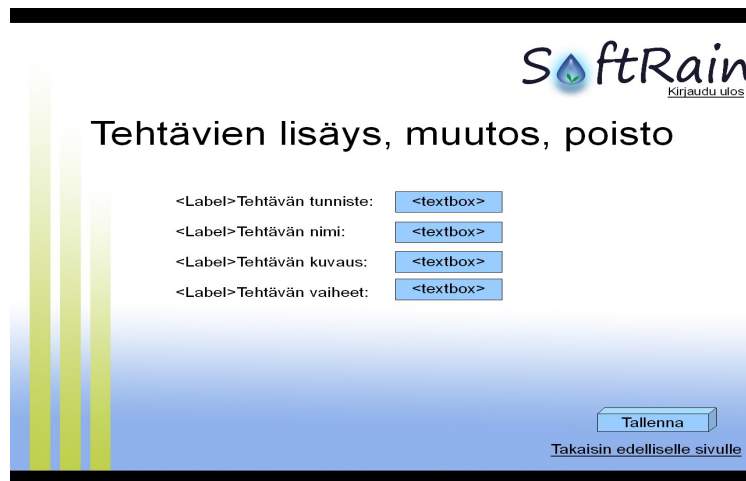 SoftRain
Kirjaudu ulos
Tehtävien lisäys, muutos, poisto
<Label>Tehtävän tunniste: <textbox>
<Label>Tehtävän nimi: <textbox>
<Label>Tehtävän kuvaus: <textbox>
<Label>Tehtävän vaiheet: <textbox>
Tallenna
Takaisin edelliselle sivulle